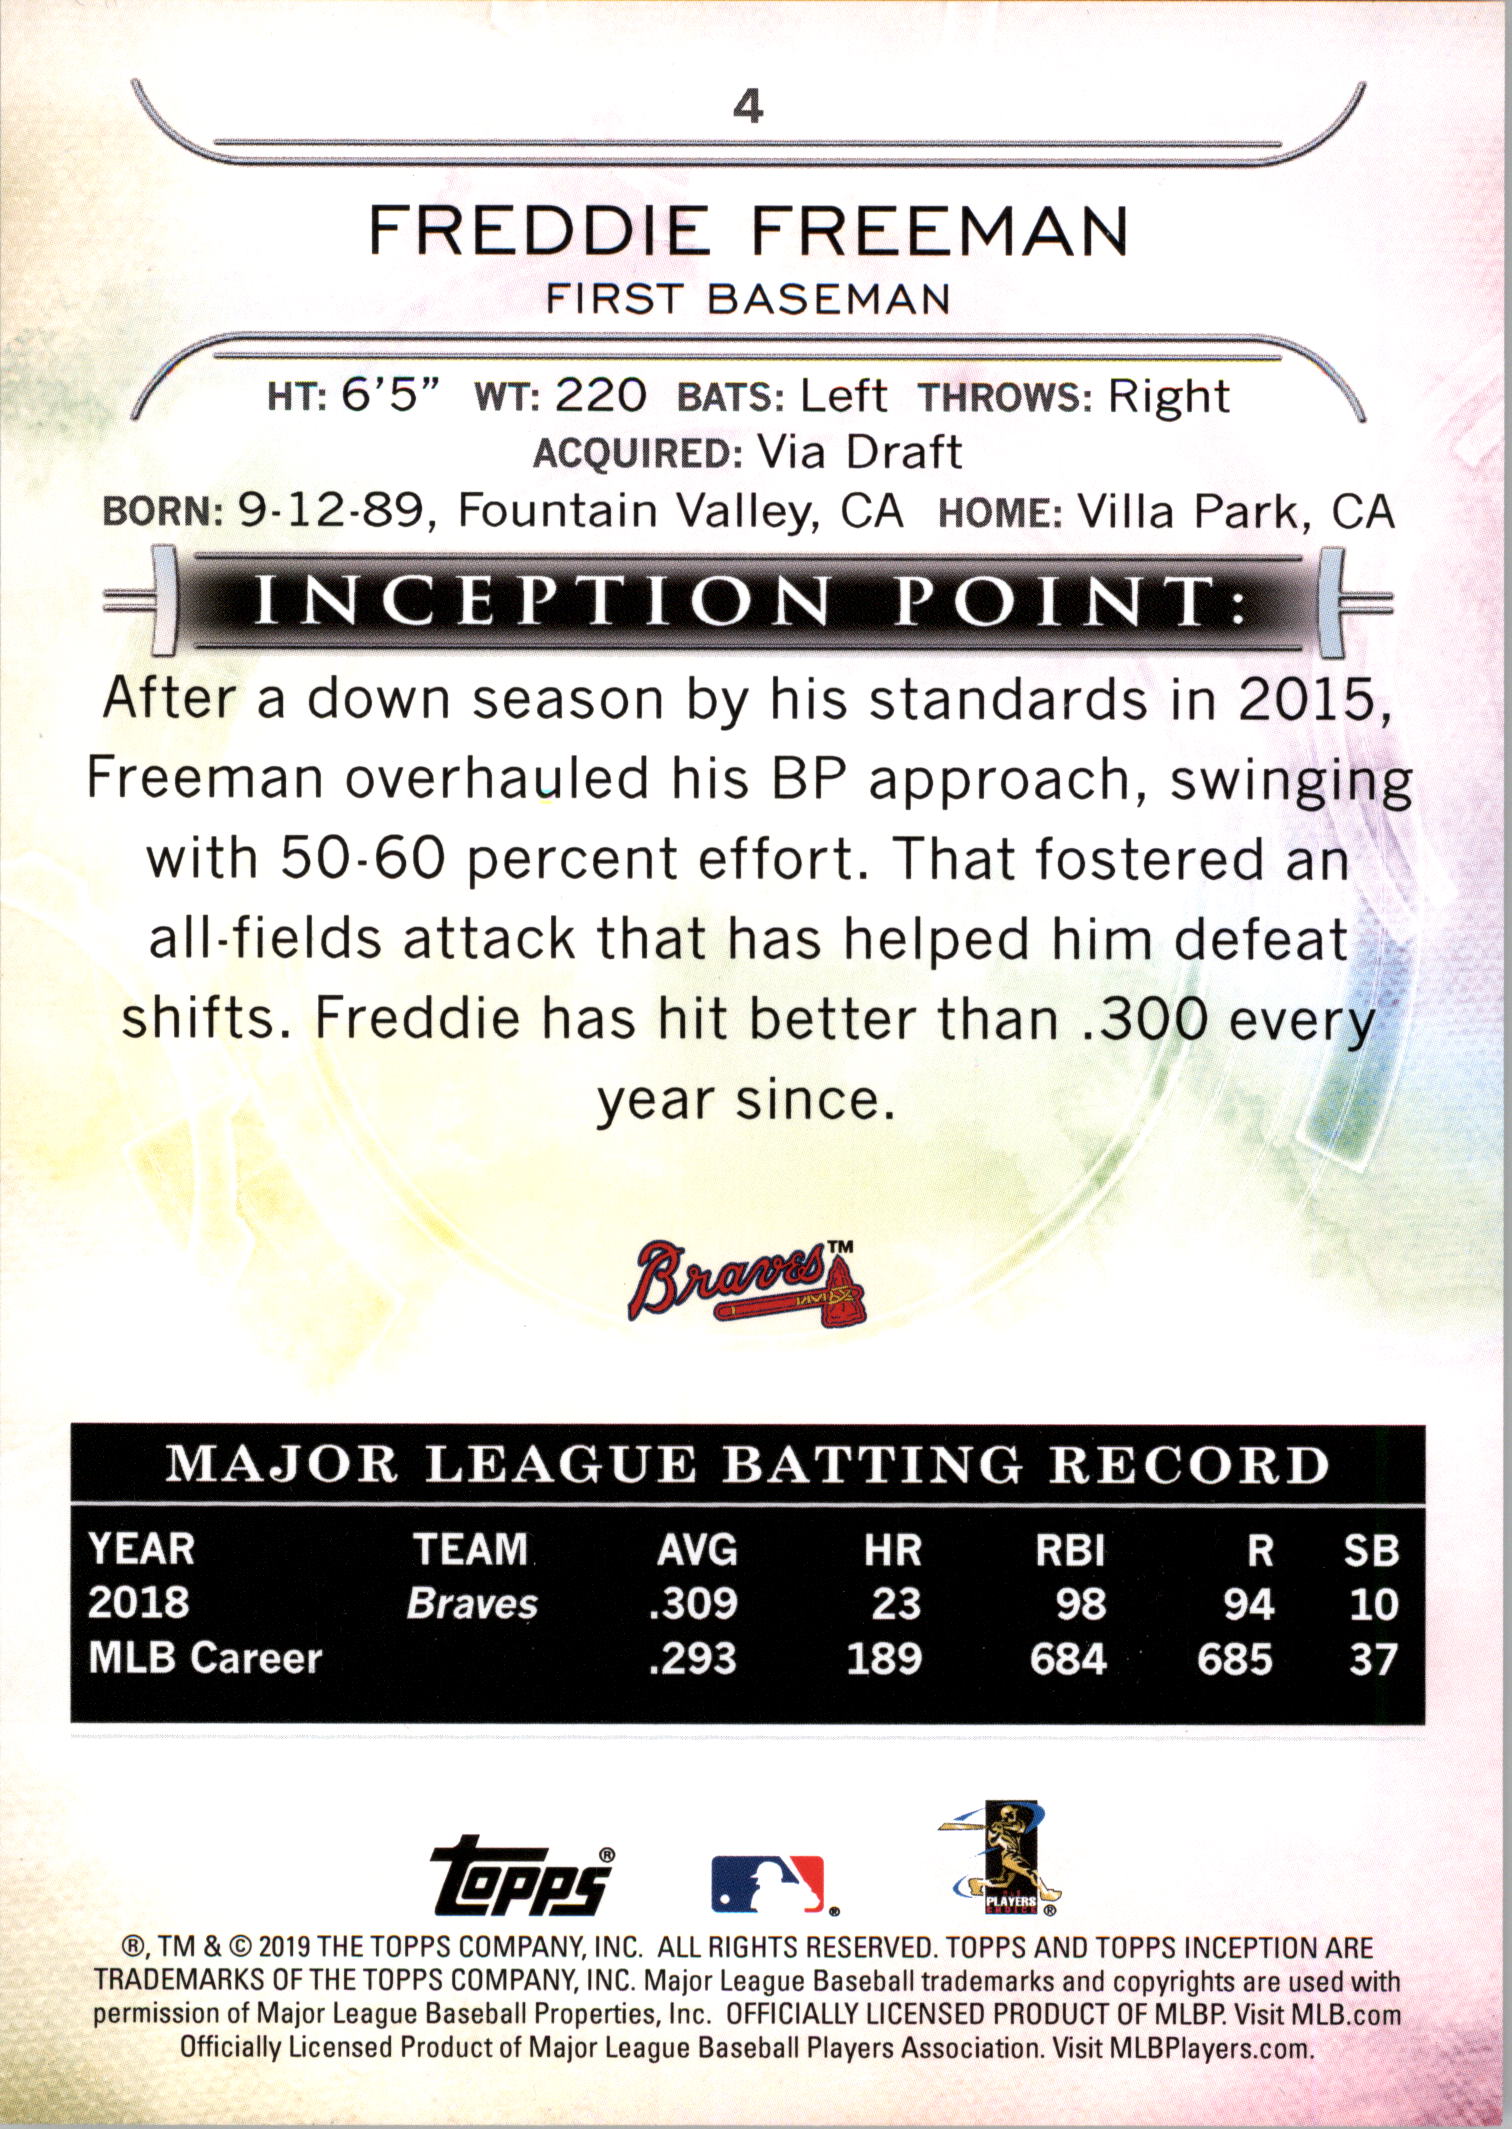 4
FREDDIE FREEMAN
FIRST BASEMAN
HT: 6'5” WT: 220 BATS: Left THROWS: Right
ACQUIRED: Via Draft
BORN: 9-12-89, Fountain Valley, CA HOME: Villa Park, CA
INCEPTION POINT:
After a down season by his standards in 2015,
Freeman overhauled his BP approach, swinging
with 50-60 percent effort. That fostered an
all-fields attack that has helped him defeat
shifts. Freddie has hit better than .300 every
year since.
Braves™
MAJOR LEAGUE BATTING RECORD
YEAR TEAM AVG HR RBI R SB
2018 Braves .309 23 98 94 10
MLB Career .293 189 684 685 37
topps®
®
PLAYERS
CHOICE ®
®, TM & © 2019 THE TOPPS COMPANY, INC. ALL RIGHTS RESERVED. TOPPS AND TOPPS INCEPTION ARE
TRADEMARKS OF THE TOPPS COMPANY, INC. Major League Baseball trademarks and copyrights are used with
permission of Major League Baseball Properties, Inc. OFFICIALLY LICENSED PRODUCT OF MLBP. Visit MLB.com
Officially Licensed Product of Major League Baseball Players Association. Visit MLBPlayers.com.